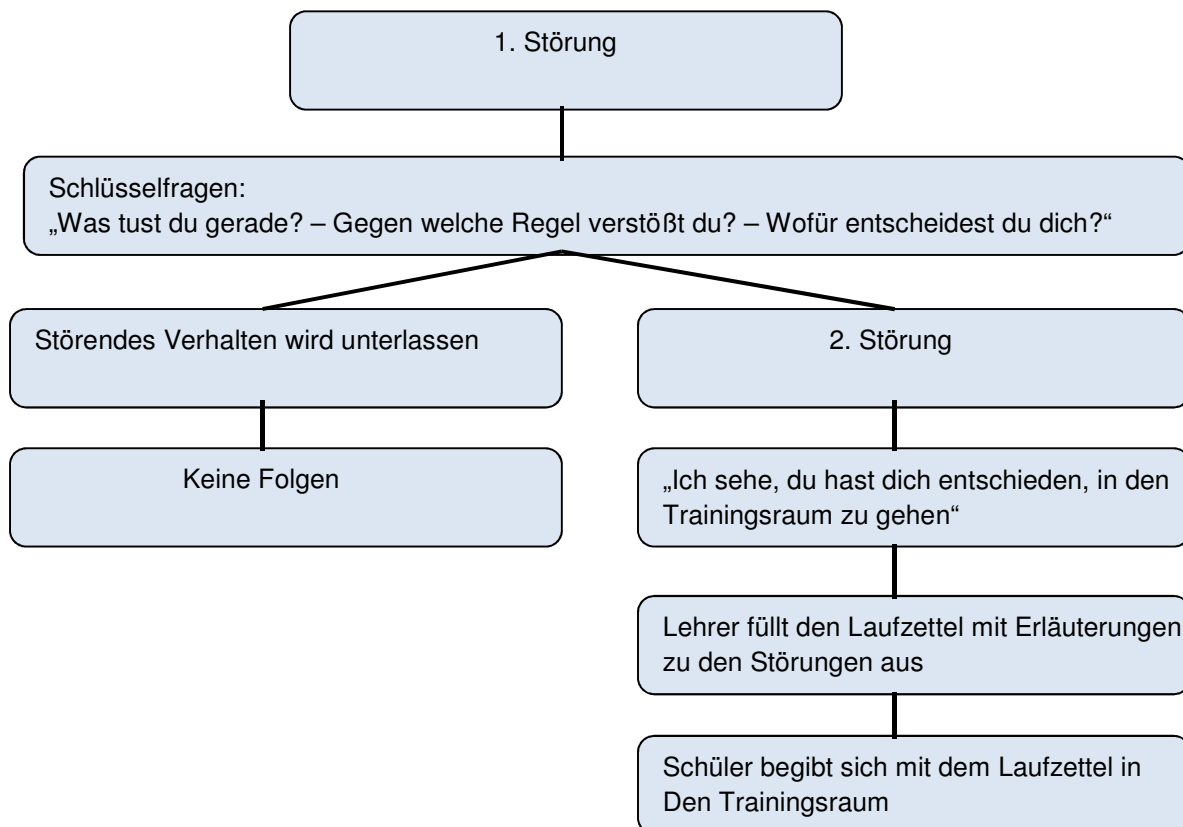 1. Störung
Schlüsselfragen:
„Was tust du gerade? – Gegen welche Regel verstößt du? – Wofür entscheidest du dich?“
Störendes Verhalten wird unterlassen
2. Störung
Keine Folgen
„Ich sehe, du hast dich entschieden, in den
Trainingsraum zu gehen“
Lehrer füllt den Laufzettel mit Erläuterungen
zu den Störungen aus
Schüler begibt sich mit dem Laufzettel in
Den Trainingsraum